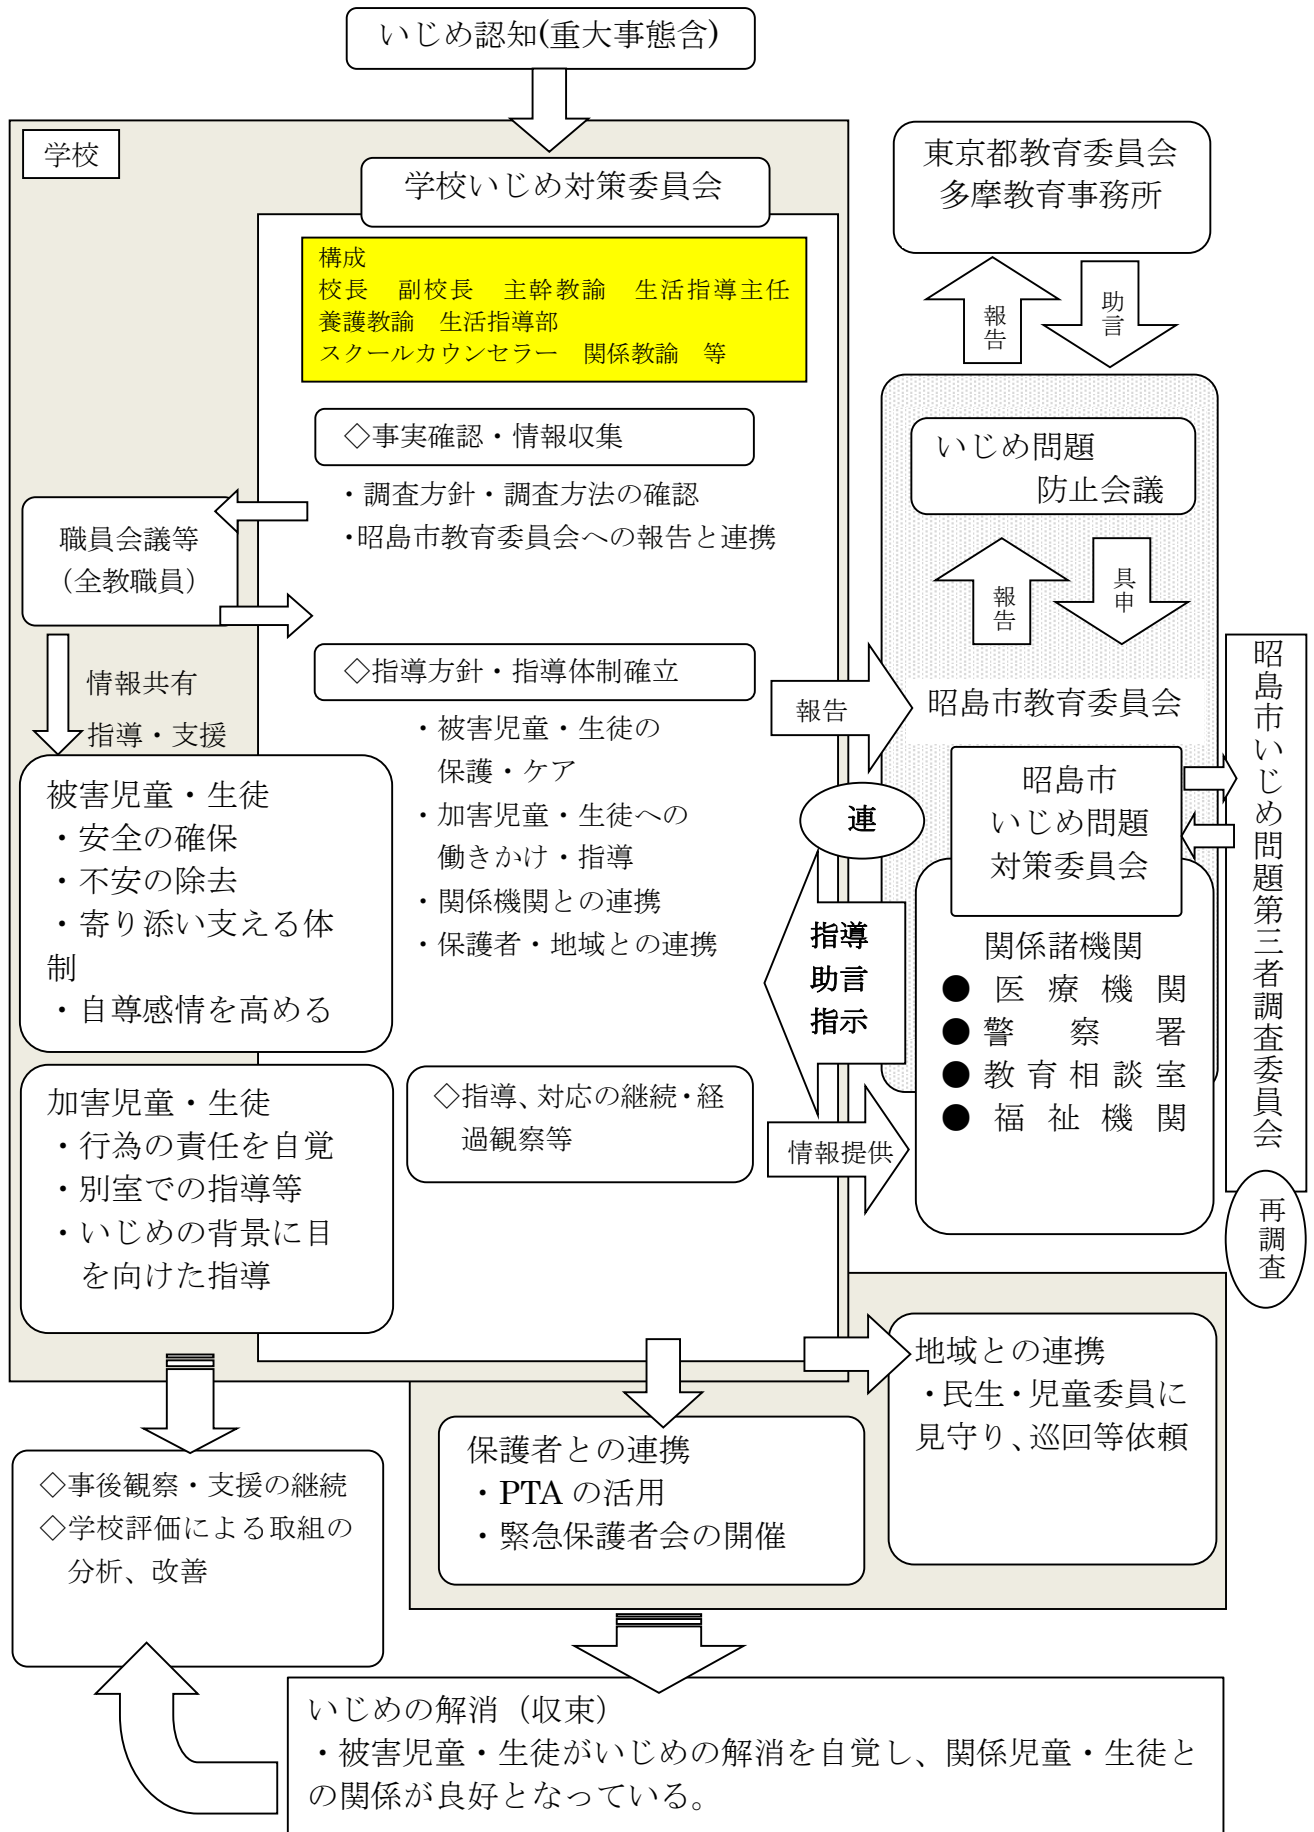 いじめ認知(重大事態含)
学校
学校いじめ対策委員会
構成
校長　副校長　主幹教諭　生活指導主任
養護教諭　生活指導部
スクールカウンセラー　関係教諭　等
◇事実確認・情報収集
・調査方針・調査方法の確認
・昭島市教育委員会への報告と連携
職員会議等
（全教職員）
情報共有
指導・支援
◇指導方針・指導体制確立
・被害児童・生徒の
保護・ケア
・加害児童・生徒への
働きかけ・指導
・関係機関との連携
・保護者・地域との連携
◇指導、対応の継続・経
過観察等
被害児童・生徒
・安全の確保
・不安の除去
・寄り添い支える体
制
・自尊感情を高める
加害児童・生徒
・行為の責任を自覚
・別室での指導等
・いじめの背景に目
を向けた指導
東京都教育委員会
多摩教育事務所
報告
助言
いじめ問題
防止会議
報告
具申
報告
昭島市教育委員会
連
指導
助言
指示
情報提供
昭島市
いじめ問題
対策委員会
関係諸機関
● 医療機関
● 警察署
● 教育相談室
● 福祉機関
昭島市いじめ問題第三者調査委員会
再調査
地域との連携
・民生・児童委員に
見守り、巡回等依頼
保護者との連携
・PTA の活用
・緊急保護者会の開催
◇事後観察・支援の継続
◇学校評価による取組の
分析、改善
いじめの解消（収束）
・被害児童・生徒がいじめの解消を自覚し、関係児童・生徒と
の関係が良好となっている。